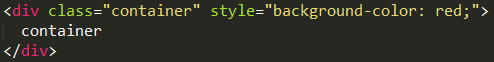 <div class="container" style="background-color: red;">
  container
</div>